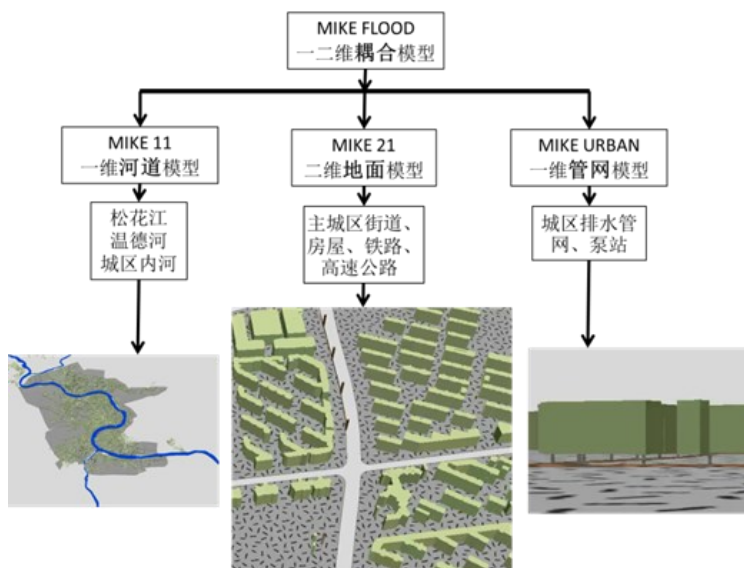 MIKE FLOOD
一二维耦合模型
MIKE 11
一维河道模型
MIKE 21
二维地面模型
MIKE URBAN
一维管网模型
松花江
温德河
城区内河
主城区街道、
房屋、铁路、
高速公路
城区排水管
网、泵站